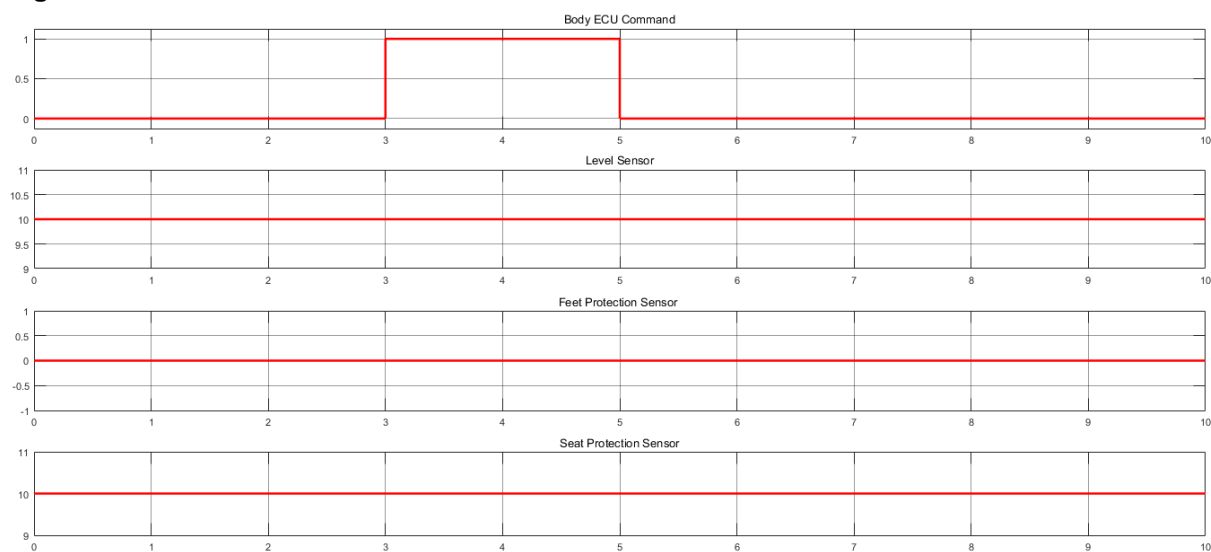 Body ECU Command
1
0.5
0
0 1 2 3 4 5 6 7 8 9 10
Level Sensor
11
10.5
10
9.5
9
0 1 2 3 4 5 6 7 8 9 10
Feet Protection Sensor
1
0.5
0
-0.5
-1
0 1 2 3 4 5 6 7 8 9 10
Seat Protection Sensor
11
10
9
0 1 2 3 4 5 6 7 8 9 10